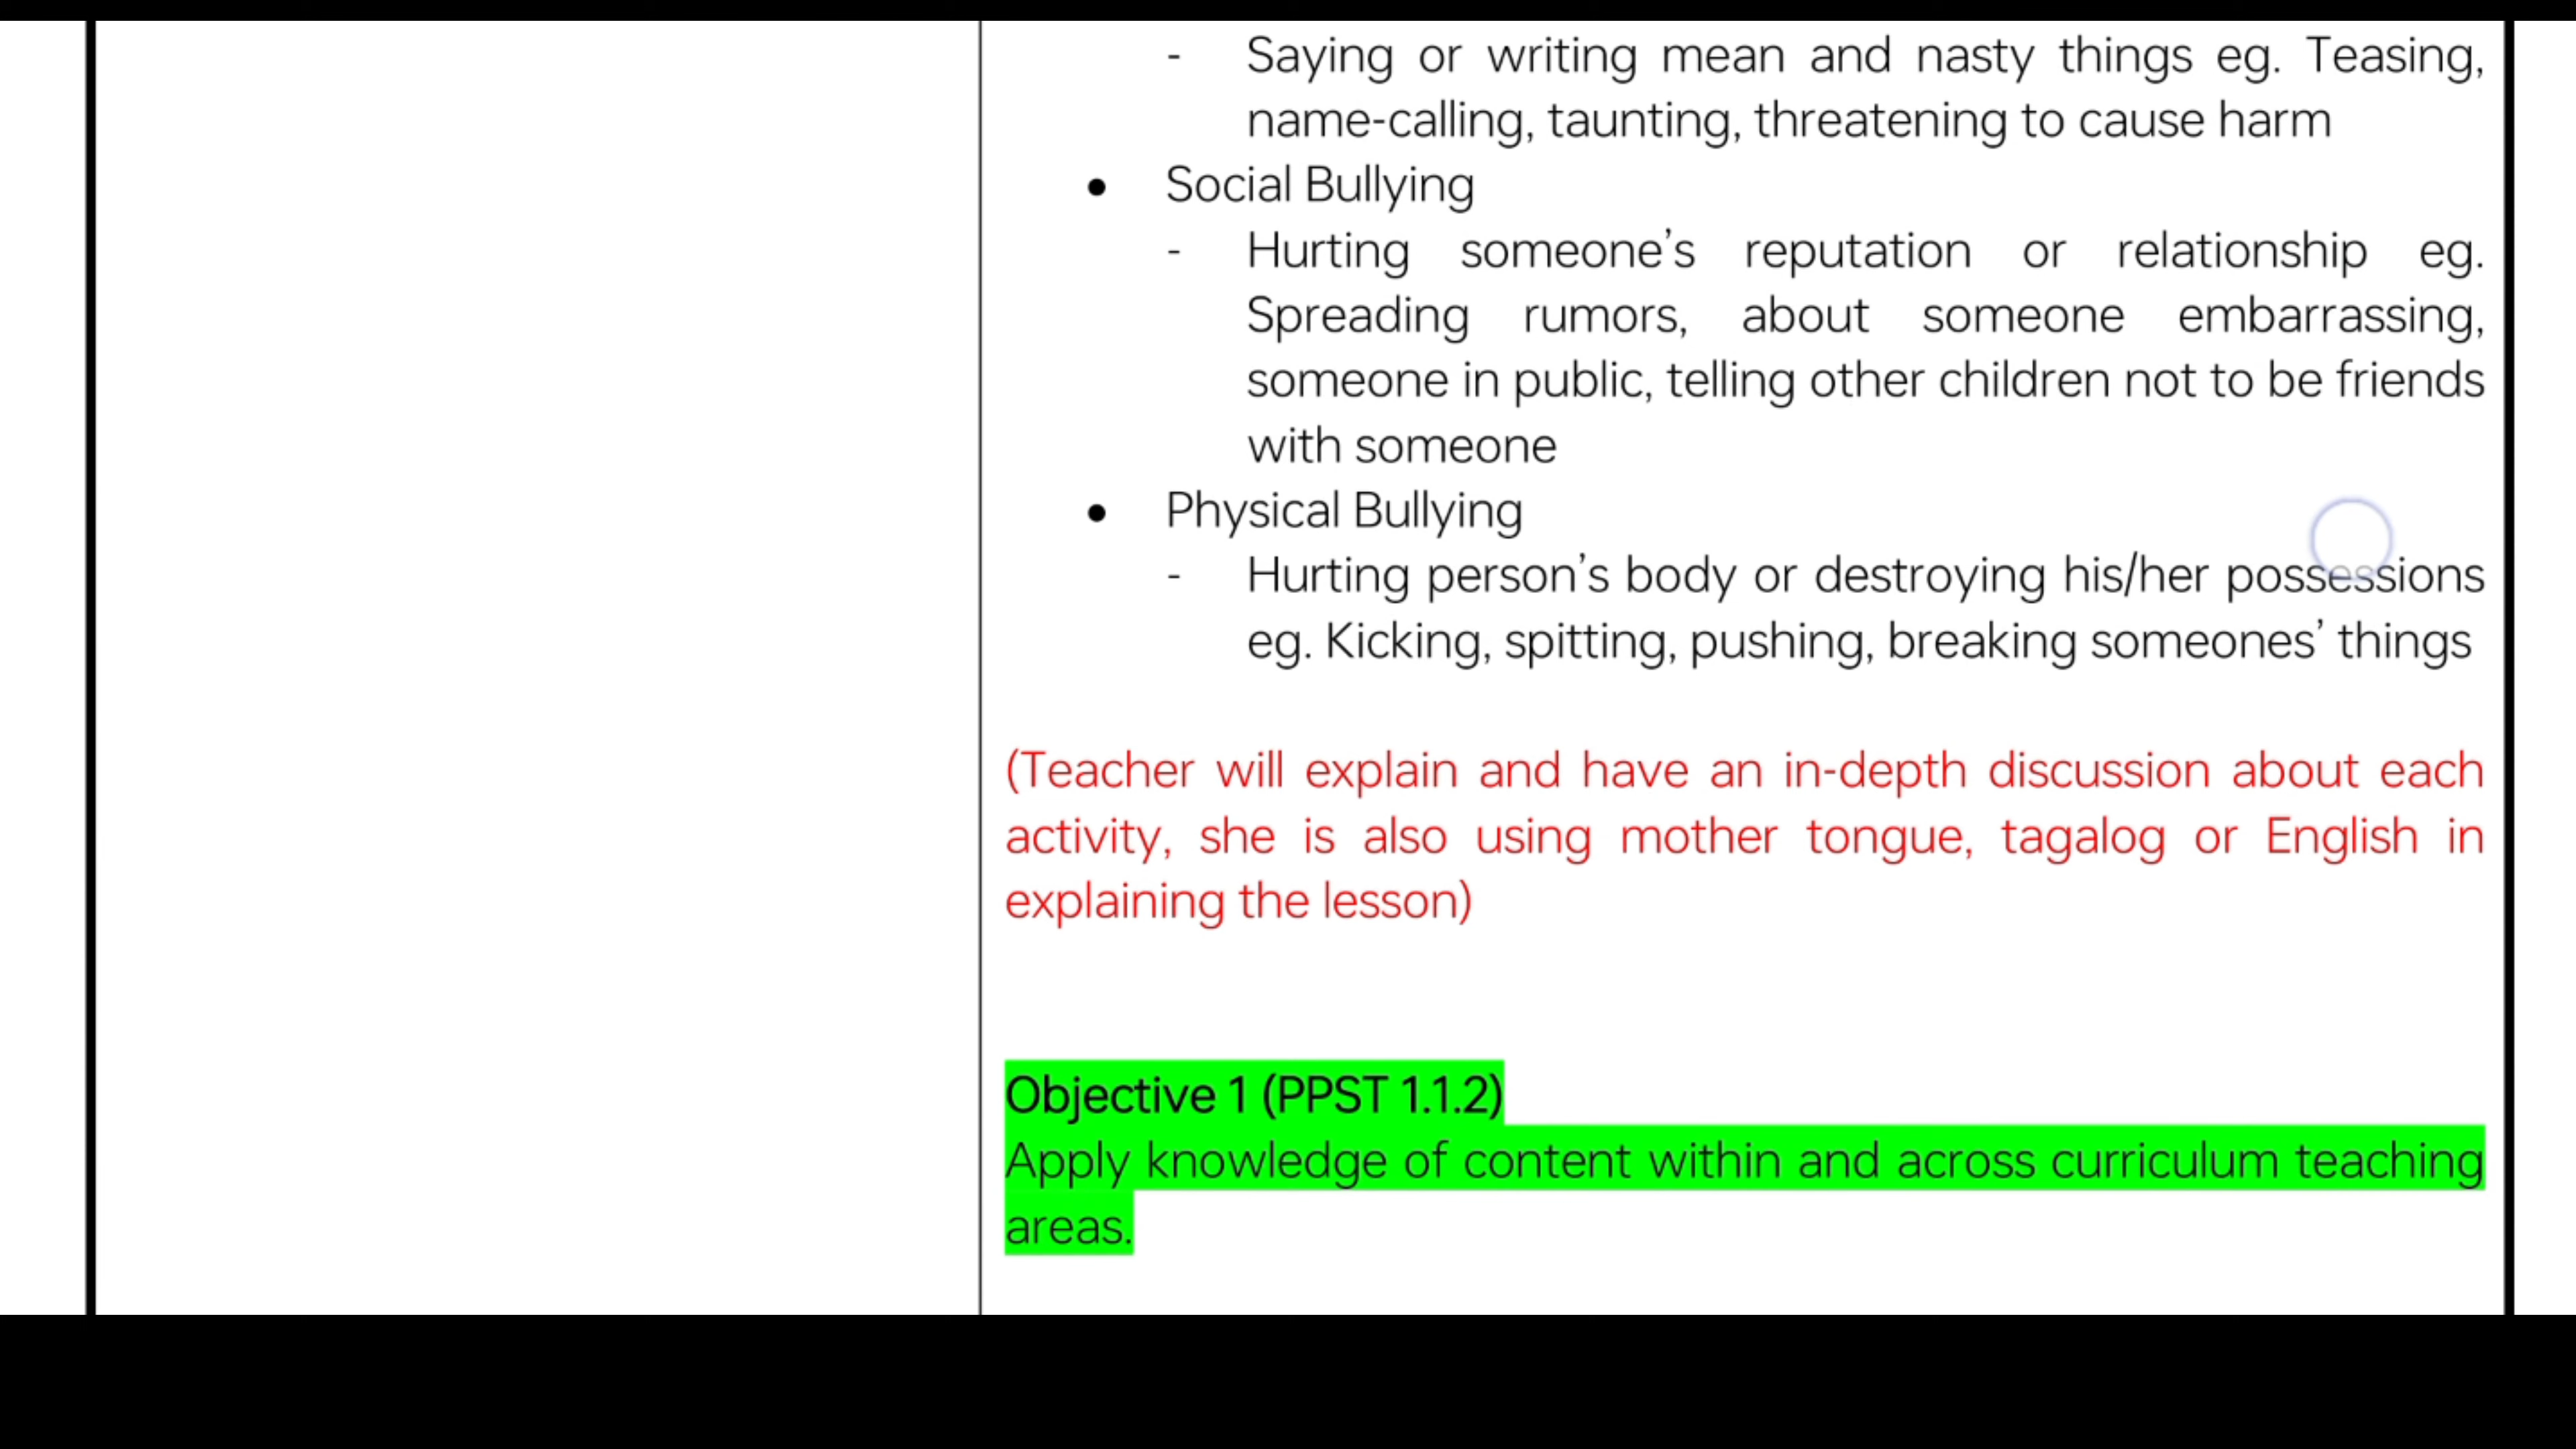 - Saying or writing mean and nasty things eg. Teasing,
name-calling, taunting, threatening to cause harm
● Social Bullying
- Hurting someone's reputation or relationship eg.
Spreading rumors, about someone embarrassing,
someone in public, telling other children not to be friends
with someone
● Physical Bullying
- Hurting person's body or destroying his/her possessions
eg. Kicking, spitting, pushing, breaking someones' things
(Teacher will explain and have an in-depth discussion about each
activity, she is also using mother tongue, tagalog or English in
explaining the lesson)
Objective 1 (PPST 1.1.2)
Apply knowledge of content within and across curriculum teaching
areas.